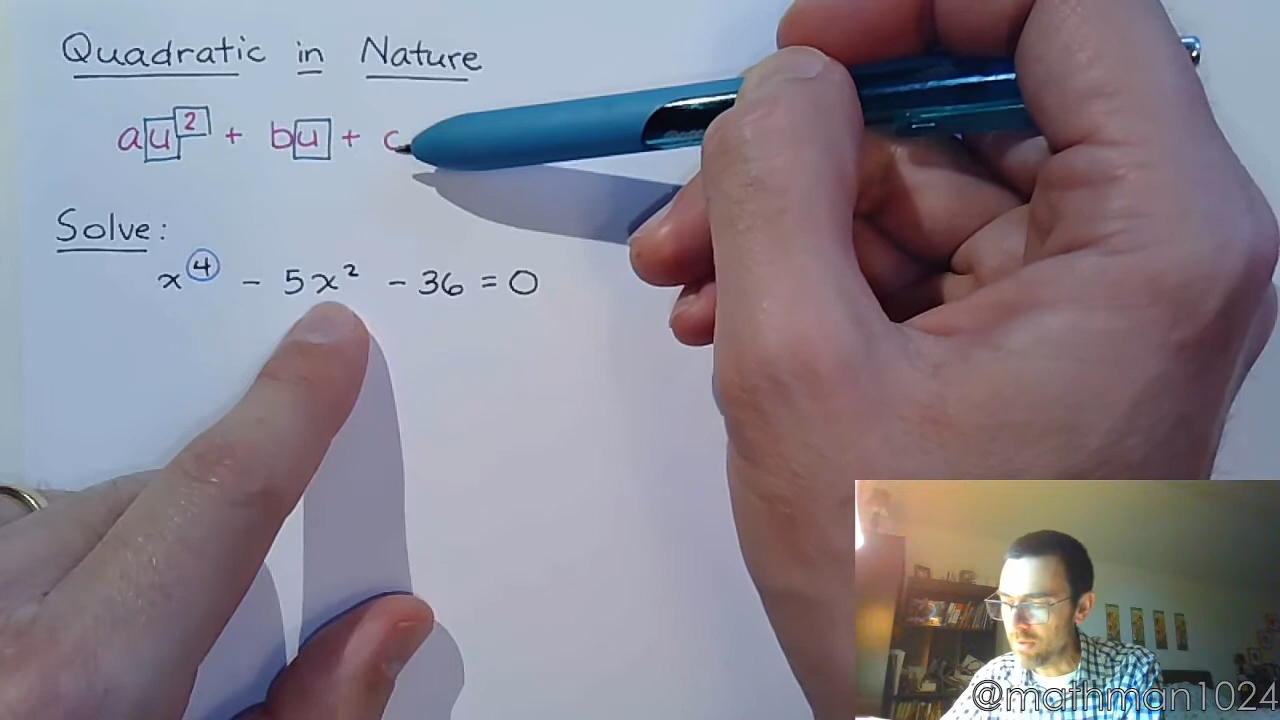 Quadratic in Nature
au² + bu + c
Solve:
x⁴ - 5x² - 36 = 0
@mathman1024